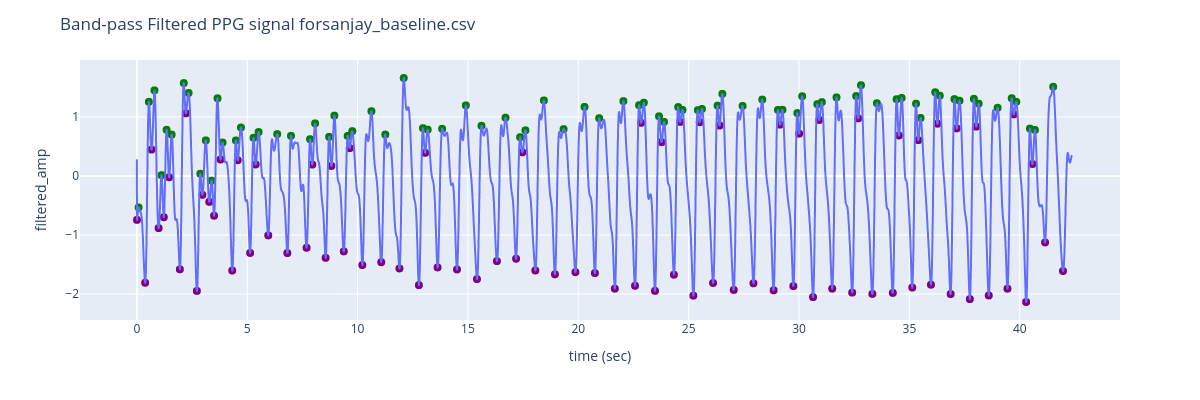 Band-pass Filtered PPG signal forsanjay_baseline.csv
filtered_amp
1
0
−1
−2
0 5 10 15 20 25 30 35 40
time (sec)